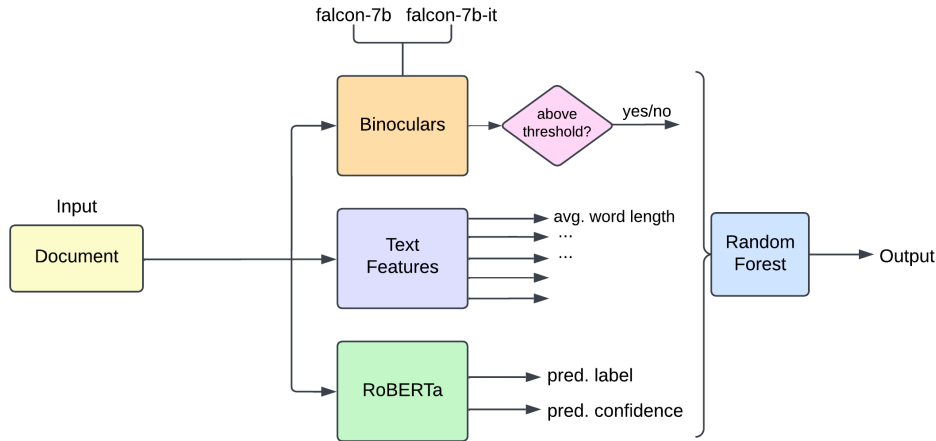 falcon-7b falcon-7b-it
Binoculars
above
threshold?
yes/no
Input
Document
Text
Features
avg. word length
...
...
Random
Forest
Output
RoBERTa
pred. label
pred. confidence